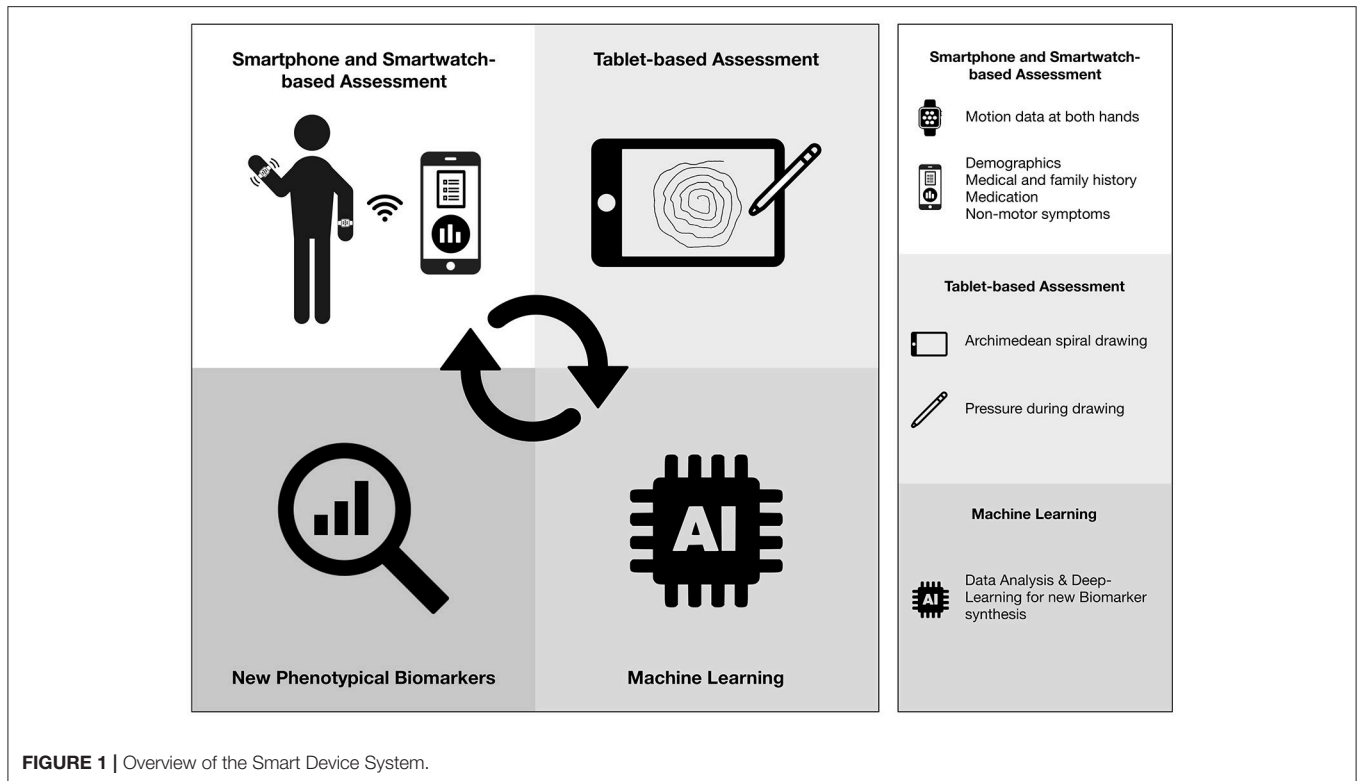 Smartphone and Smartwatch-
based Assessment
Tablet-based Assessment
New Phenotypical Biomarkers
AI
Machine Learning
Smartphone and Smartwatch-
based Assessment
Motion data at both hands
Demographics
Medical and family history
Medication
Non-motor symptoms
Tablet-based Assessment
Archimedean spiral drawing
Pressure during drawing
Machine Learning
AI
Data Analysis & Deep-
Learning for new Biomarker
synthesis
FIGURE 1 | Overview of the Smart Device System.